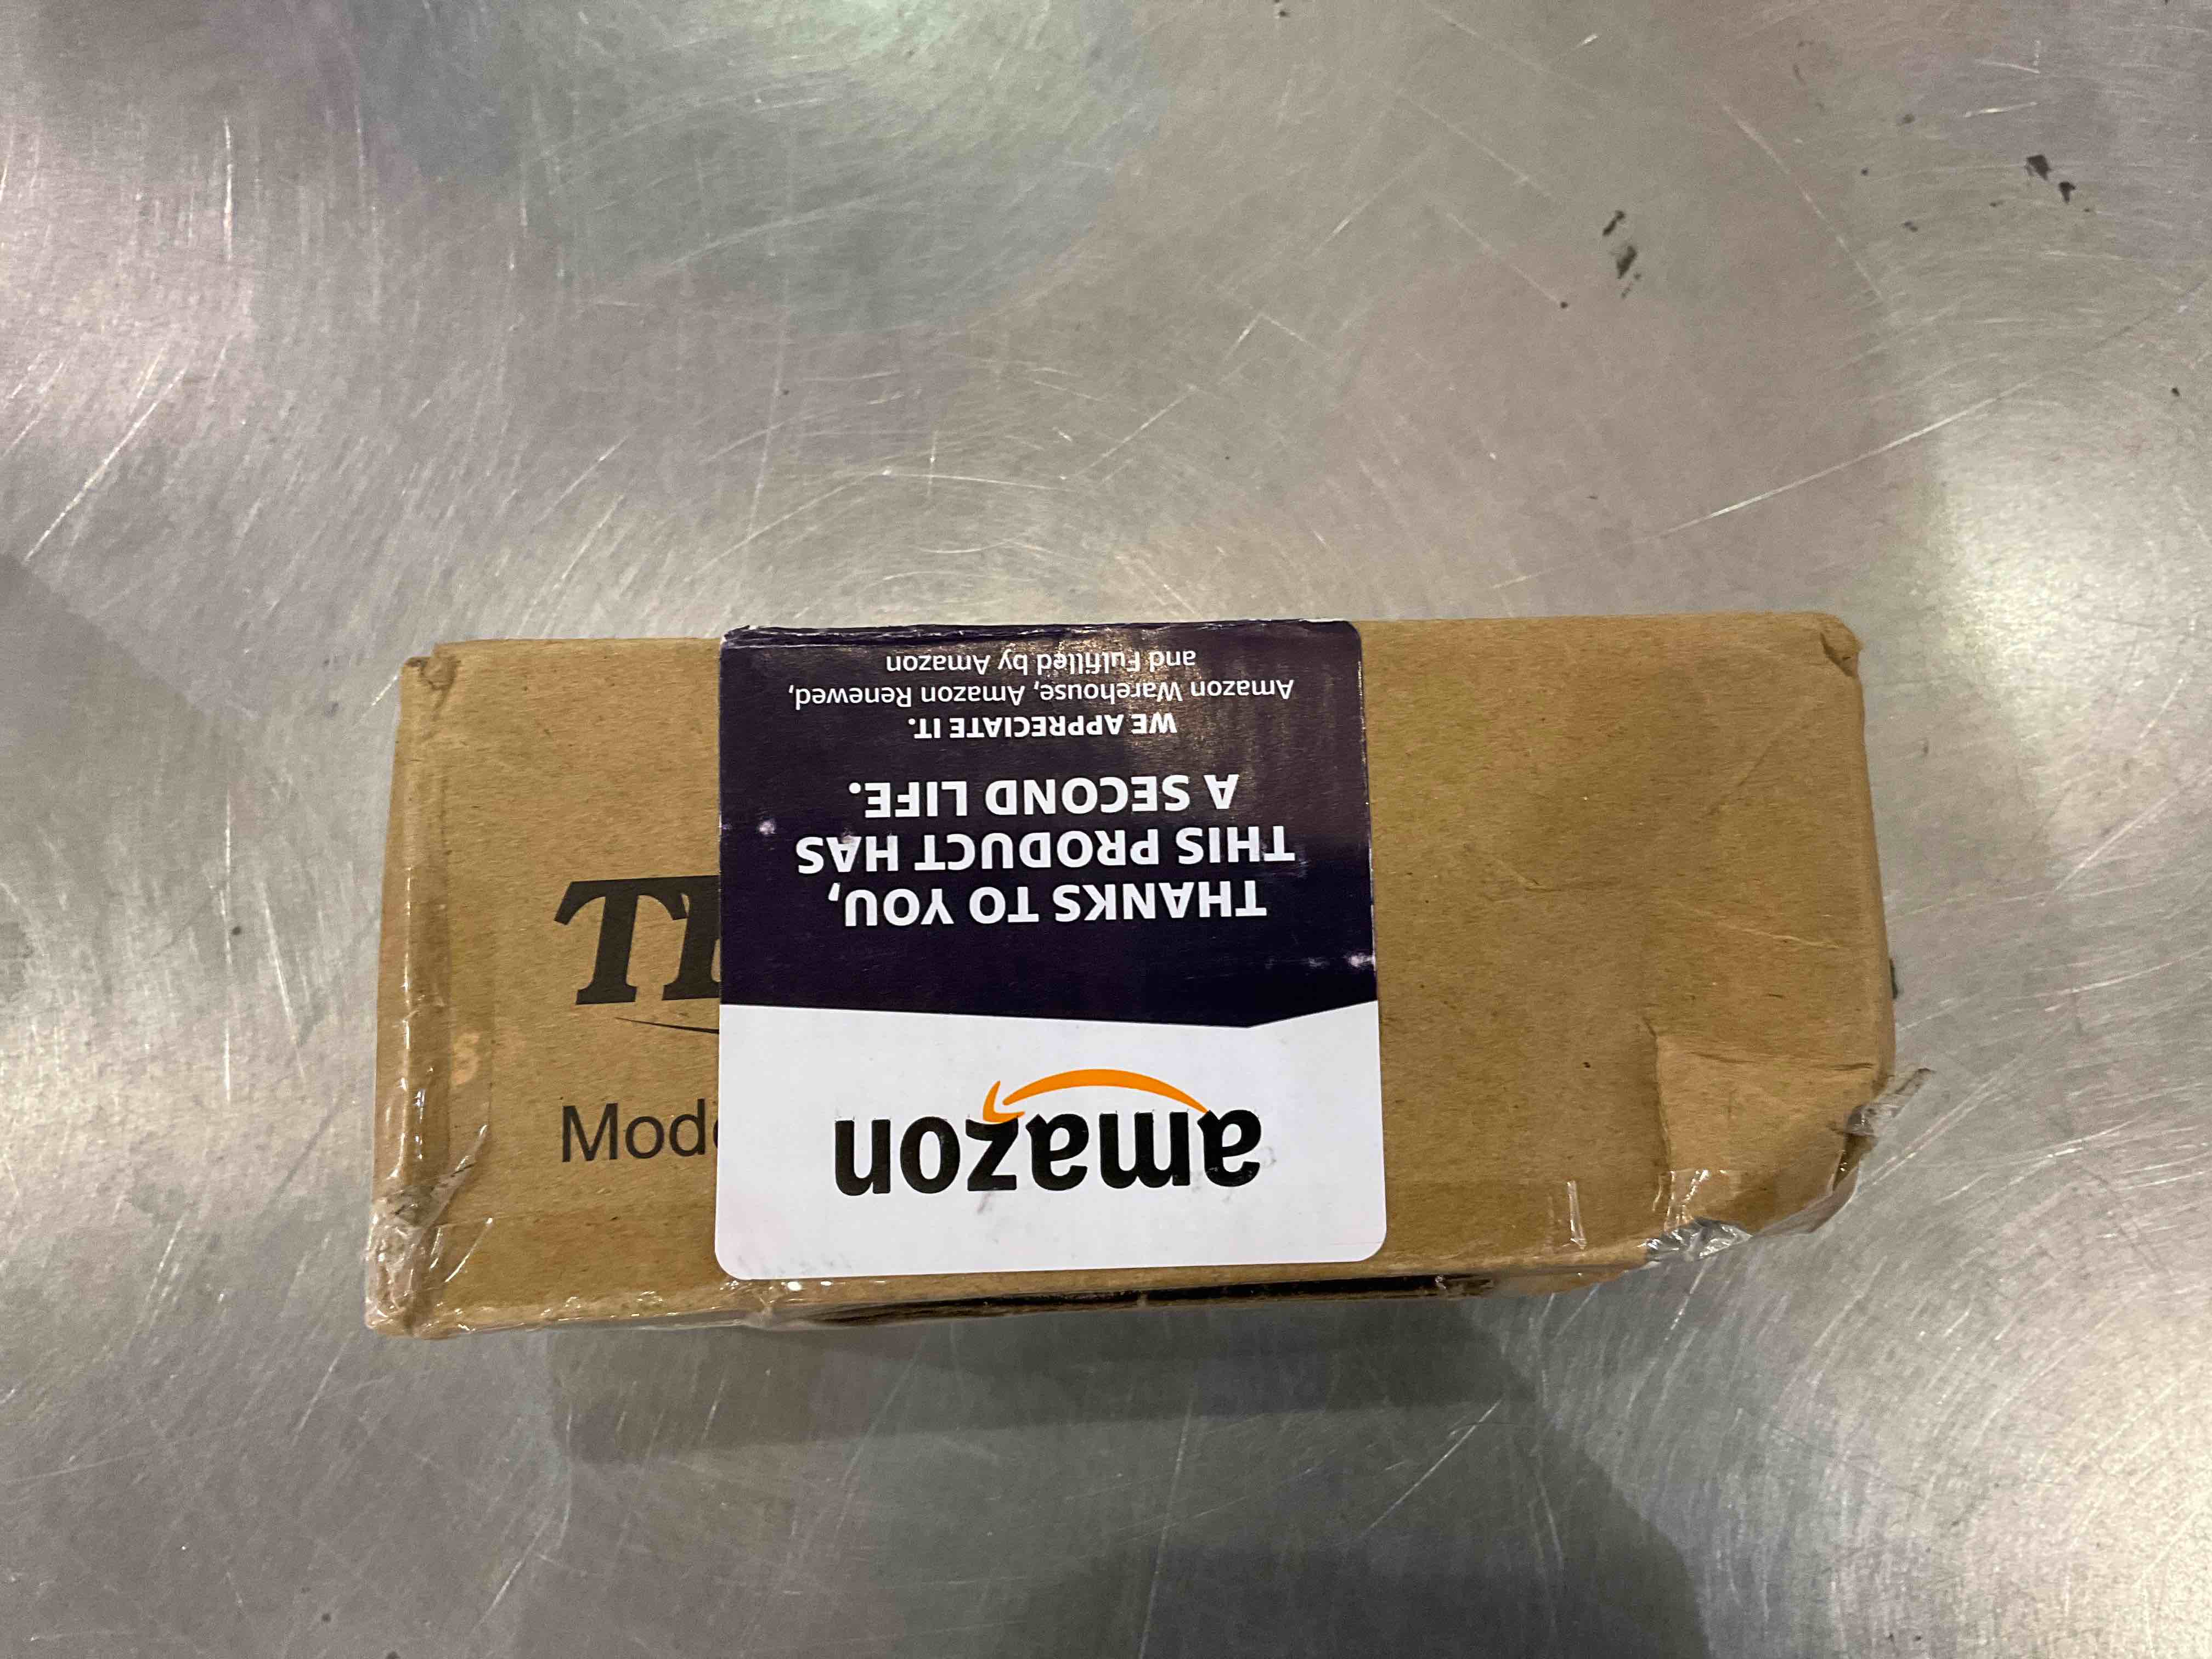 amazon
THANKS TO YOU,
THIS PRODUCT HAS
A SECOND LIFE.
WE APPRECIATE IT.
Amazon Warehouse, Amazon Renewed,
and Fulfilled by Amazon
S